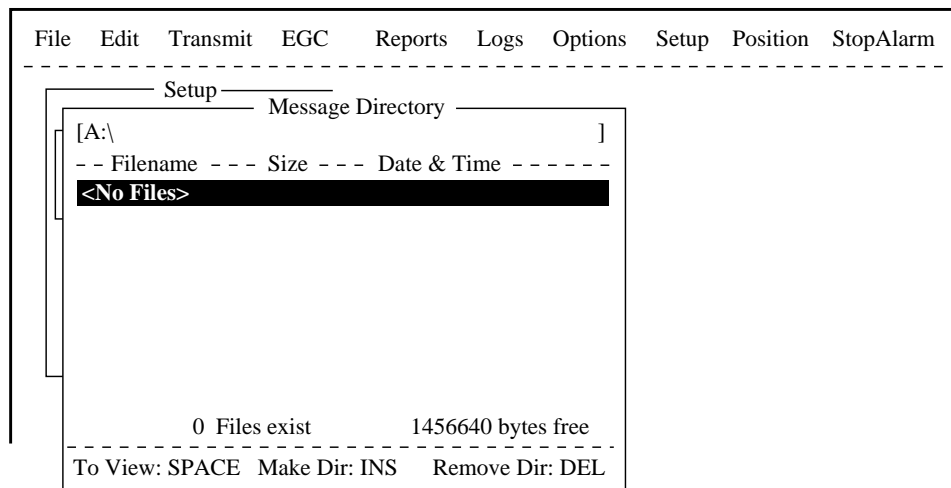 File Edit Transmit EGC Reports Logs Options Setup Position StopAlarm
Setup
Message Directory
[A:\ ]
Filename Size Date & Time
<No Files>
0 Files exist 1456640 bytes free
To View: SPACE Make Dir: INS Remove Dir: DEL